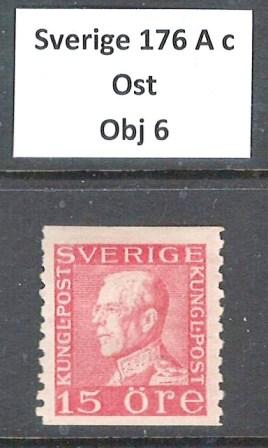 Sverige 176 A c
Ost
Obj 6
SVERIGE
KUNGL·POST
KUNGL·POST
15 ÖRE